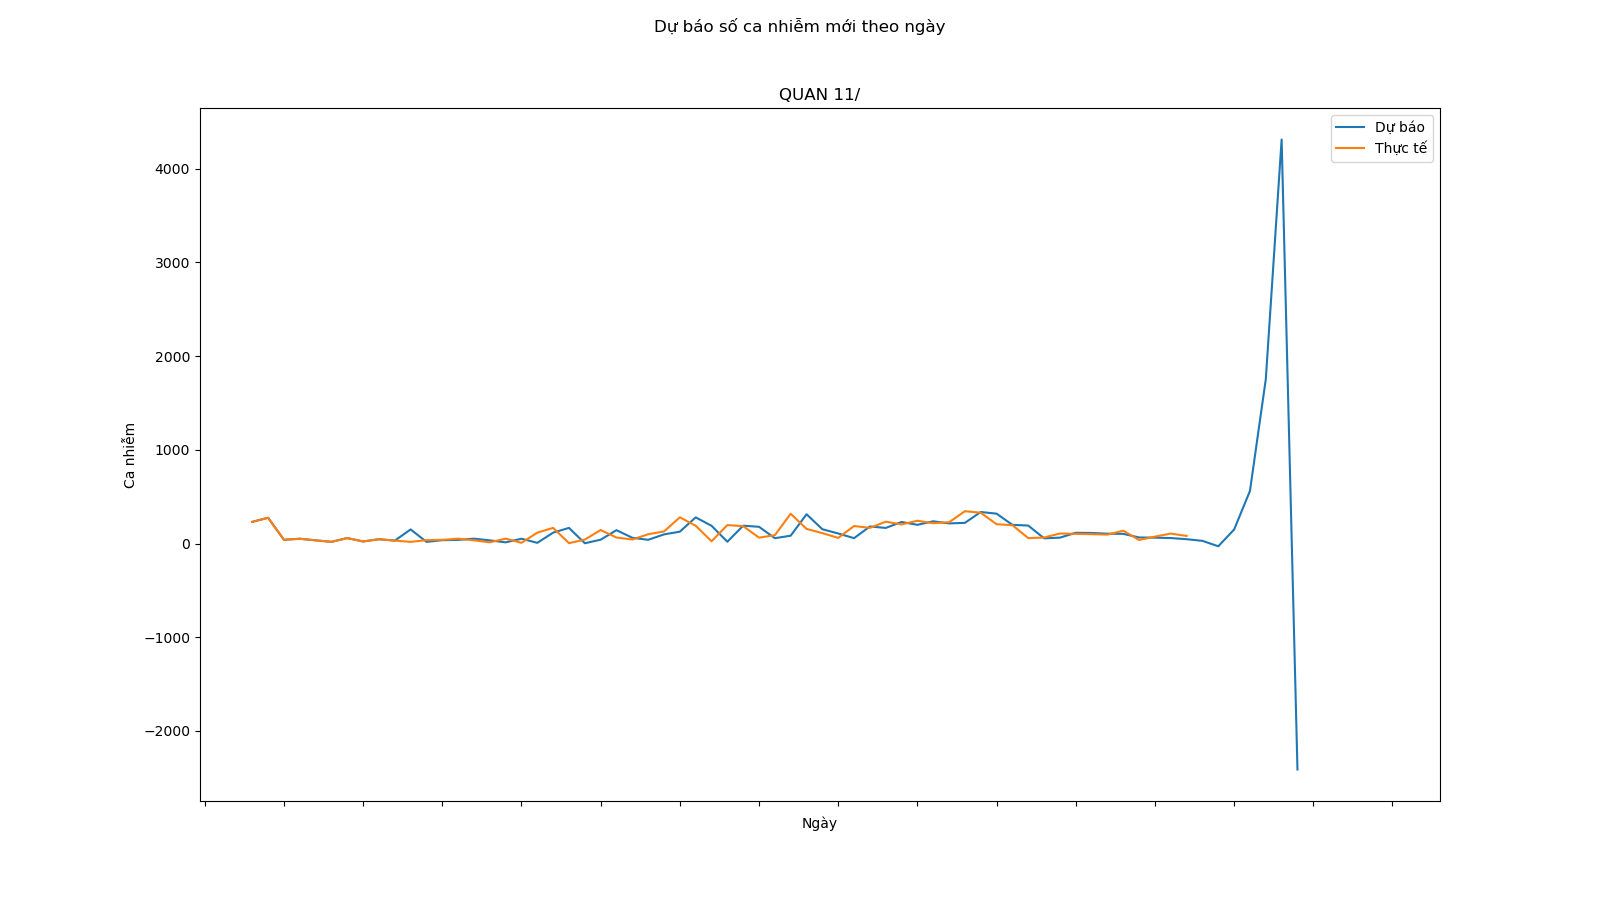 Dự báo số ca nhiễm mới theo ngày
QUAN 11/
Dự báo
Thực tế
4000
3000
2000
1000
0
−1000
−2000
Ca nhiễm
Ngày